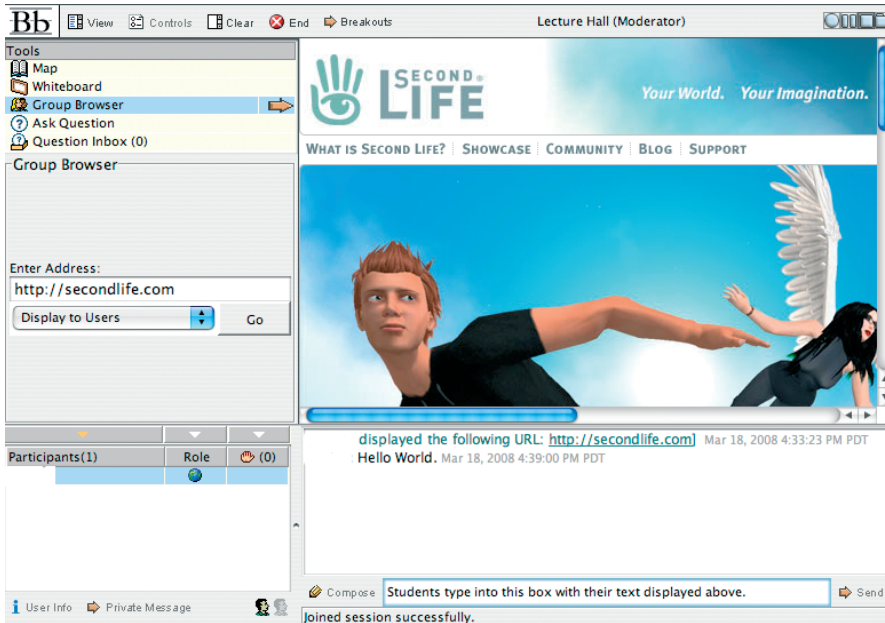 Bb View Controls Clear End Breakouts Lecture Hall (Moderator)
Tools
Map
Whiteboard
Group Browser
Ask Question
Question Inbox (0)
Group Browser
Enter Address:
http://secondlife.com
Display to Users Go
SECOND®
LIFE
Your World. Your Imagination.
WHAT IS SECOND LIFE? SHOWCASE COMMUNITY BLOG SUPPORT
Participants(1) Role (0)
displayed the following URL: http://secondlife.com] Mar 18, 2008 4:33:23 PM PDT
: Hello World. Mar 18, 2008 4:39:00 PM PDT
User Info Private Message
Compose Students type into this box with their text displayed above. Send
Joined session successfully.